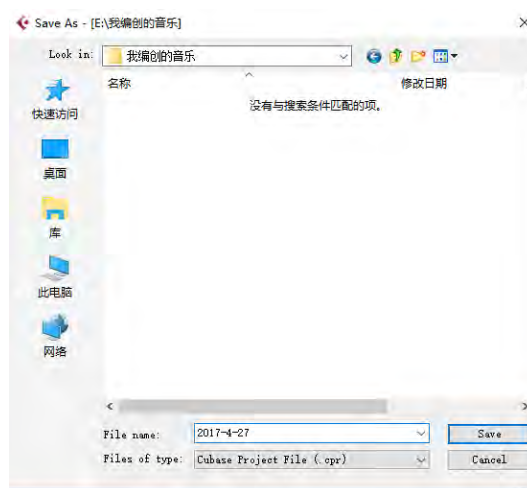 Save As - [E:\我编创的音乐]
Look in:
我编创的音乐
名称
修改日期
没有与搜索条件匹配的项。
快速访问
桌面
库
此电脑
网络
File name:
2017-4-27
Save
Files of type:
Cubase Project File (.cpr)
Cancel